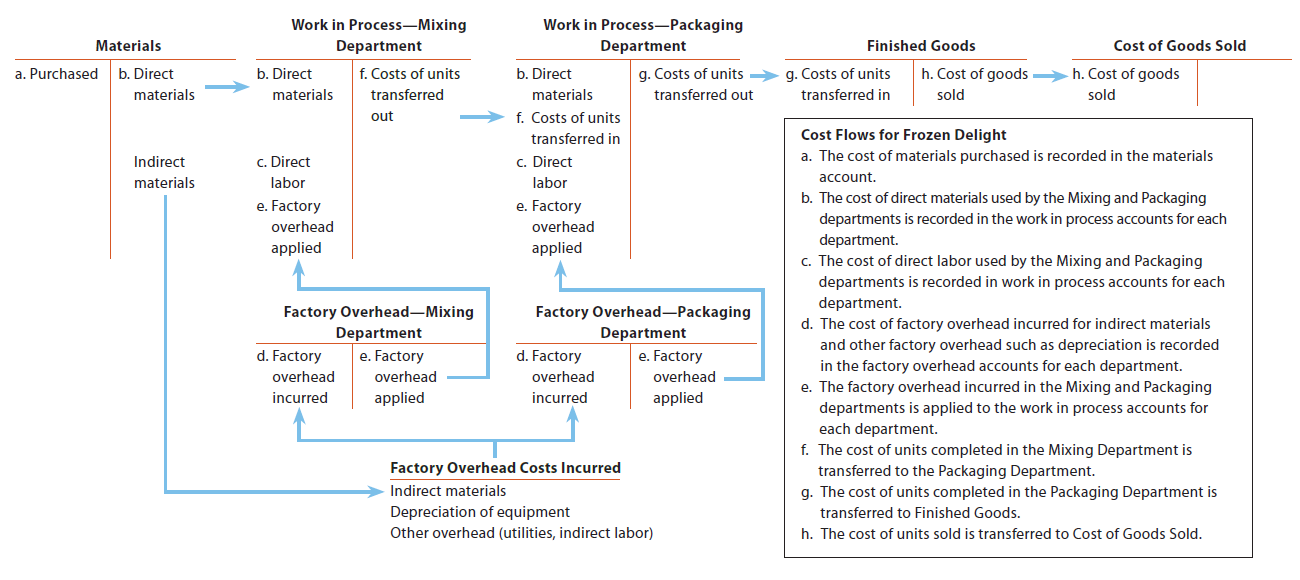 Materials
a. Purchased
b. Direct
materials
Indirect
materials
Work in Process—Mixing
Department
b. Direct
materials
c. Direct
labor
e. Factory
overhead
applied
f. Costs of units
transferred
out
Work in Process—Packaging
Department
b. Direct
materials
f. Costs of units
transferred in
c. Direct
labor
e. Factory
overhead
applied
g. Costs of units
transferred out
Finished Goods
g. Costs of units
transferred in
h. Cost of goods
sold
Cost of Goods Sold
h. Cost of goods
sold
Factory Overhead—Mixing
Department
d. Factory
overhead
incurred
e. Factory
overhead
applied
Factory Overhead—Packaging
Department
d. Factory
overhead
incurred
e. Factory
overhead
applied
Factory Overhead Costs Incurred
Indirect materials
Depreciation of equipment
Other overhead (utilities, indirect labor)
Cost Flows for Frozen Delight
a. The cost of materials purchased is recorded in the materials
account.
b. The cost of direct materials used by the Mixing and Packaging
departments is recorded in the work in process accounts for each
department.
c. The cost of direct labor used by the Mixing and Packaging
departments is recorded in work in process accounts for each
department.
d. The cost of factory overhead incurred for indirect materials
and other factory overhead such as depreciation is recorded
in the factory overhead accounts for each department.
e. The factory overhead incurred in the Mixing and Packaging
departments is applied to the work in process accounts for
each department.
f. The cost of units completed in the Mixing Department is
transferred to the Packaging Department.
g. The cost of units completed in the Packaging Department is
transferred to Finished Goods.
h. The cost of units sold is transferred to Cost of Goods Sold.